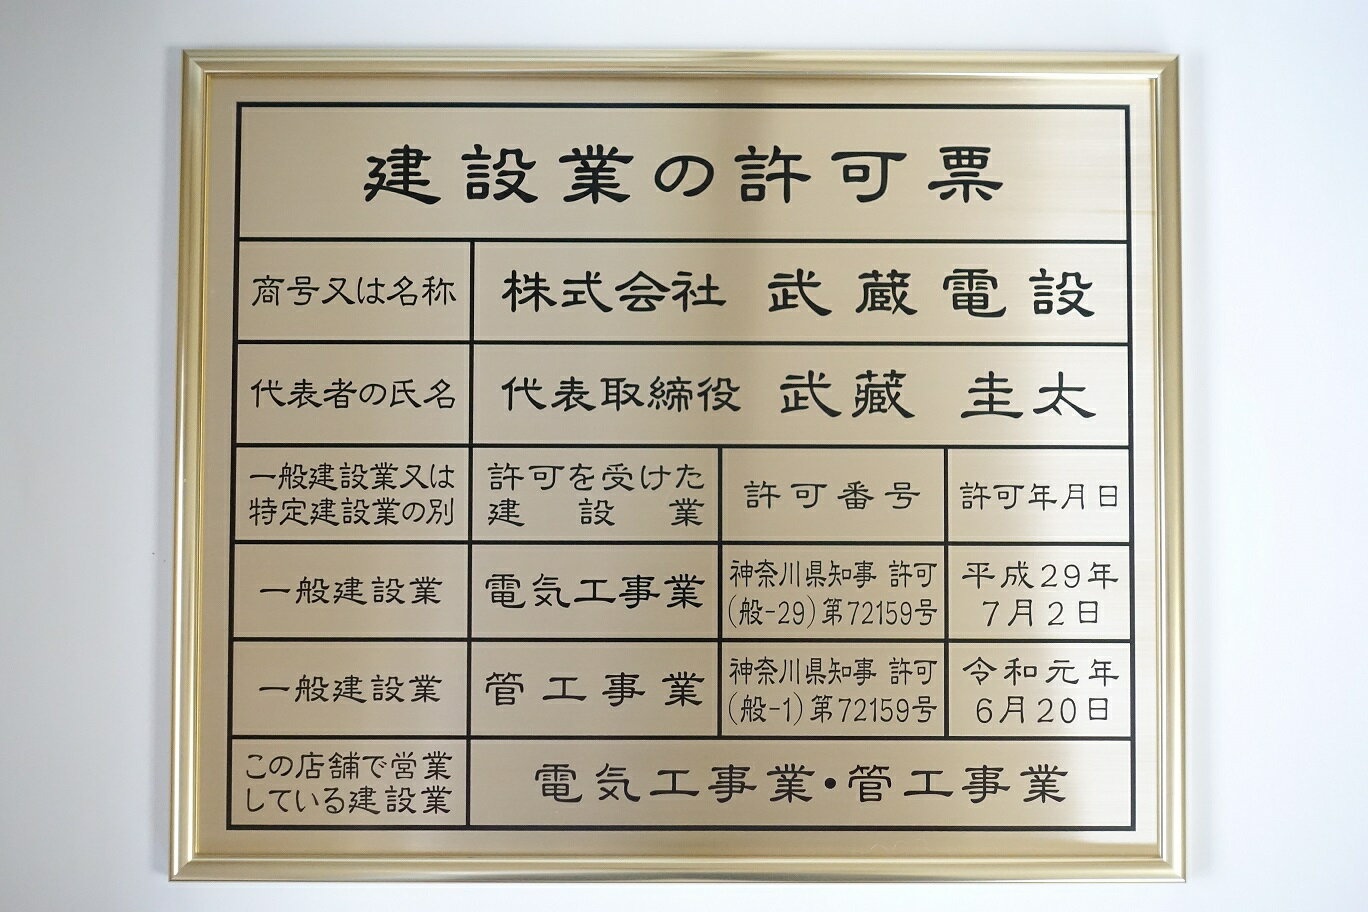 建設業の許可票
商号又は名称 株式会社 武蔵電設
代表者の氏名 代表取締役 武藏 圭太
一般建設業又は
特定建設業の別
許可を受けた
建設業
許可番号
許可年月日
一般建設業
電気工事業
神奈川県知事 許可
(般-29)第72159号
平成29年
7月2日
一般建設業
管工事業
神奈川県知事 許可
(般-1)第72159号
令和元年
6月20日
この店舗で営業
している建設業
電気工事業・管工事業